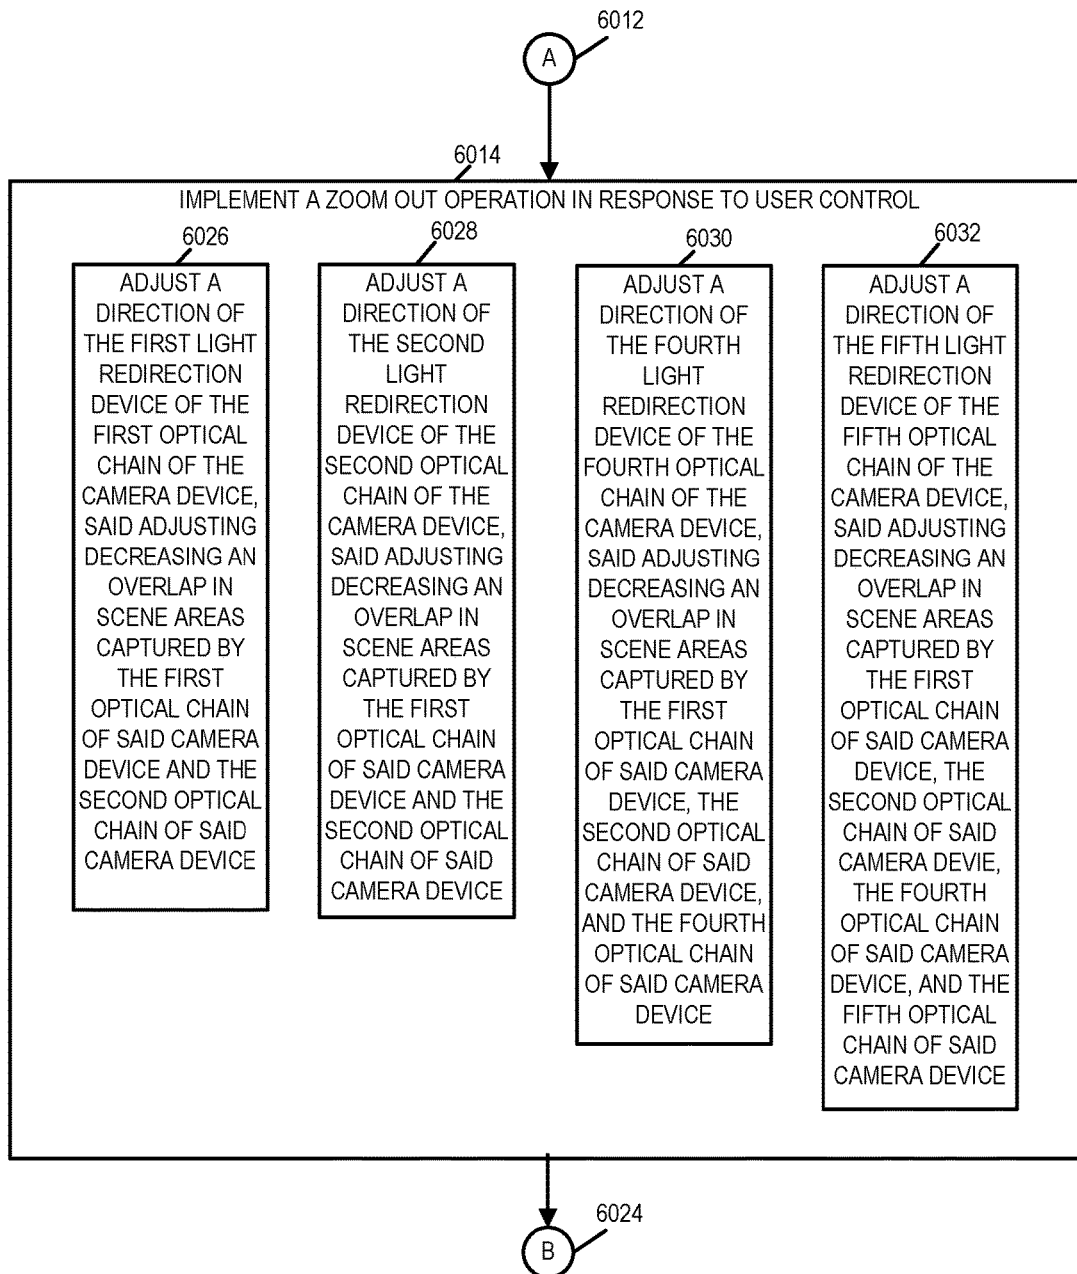 6012
A
6014
IMPLEMENT A ZOOM OUT OPERATION IN RESPONSE TO USER CONTROL
6026
ADJUST A
DIRECTION OF
THE FIRST LIGHT
REDIRECTION
DEVICE OF THE
FIRST OPTICAL
CHAIN OF THE
CAMERA DEVICE,
SAID ADJUSTING
DECREASING AN
OVERLAP IN
SCENE AREAS
CAPTURED BY
THE FIRST
OPTICAL CHAIN
OF SAID CAMERA
DEVICE AND THE
SECOND OPTICAL
CHAIN OF SAID
CAMERA DEVICE
6028
ADJUST A
DIRECTION OF
THE SECOND
LIGHT
REDIRECTION
DEVICE OF THE
SECOND OPTICAL
CHAIN OF THE
CAMERA DEVICE,
SAID ADJUSTING
DECREASING AN
OVERLAP IN
SCENE AREAS
CAPTURED BY
THE FIRST
OPTICAL CHAIN
OF SAID CAMERA
DEVICE AND THE
SECOND OPTICAL
CHAIN OF SAID
CAMERA DEVICE
6030
ADJUST A
DIRECTION OF
THE FOURTH
LIGHT
REDIRECTION
DEVICE OF THE
FOURTH OPTICAL
CHAIN OF THE
CAMERA DEVICE,
SAID ADJUSTING
DECREASING AN
OVERLAP IN
SCENE AREAS
CAPTURED BY
THE FIRST
OPTICAL CHAIN
OF SAID CAMERA
DEVICE, THE
SECOND OPTICAL
CHAIN OF SAID
CAMERA DEVICE,
AND THE FOURTH
OPTICAL CHAIN
OF SAID CAMERA
DEVICE
6032
ADJUST A
DIRECTION OF
THE FIFTH LIGHT
REDIRECTION
DEVICE OF THE
FIFTH OPTICAL
CHAIN OF THE
CAMERA DEVICE,
SAID ADJUSTING
DECREASING AN
OVERLAP IN
SCENE AREAS
CAPTURED BY
THE FIRST
OPTICAL CHAIN
OF SAID CAMERA
DEVICE, THE
SECOND OPTICAL
CHAIN OF SAID
CAMERA DEVIE,
THE FOURTH
OPTICAL CHAIN
OF SAID CAMERA
DEVICE, AND THE
FIFTH OPTICAL
CHAIN OF SAID
CAMERA DEVICE
6024
B